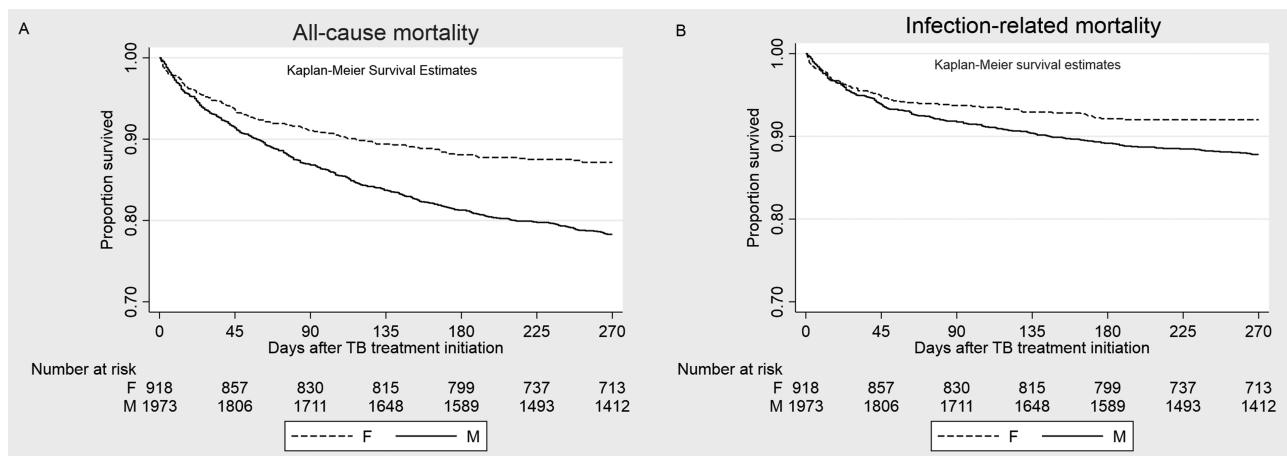 A
All-cause mortality
Kaplan-Meier Survival Estimates
Proportion survived
1.00
0.90
0.80
0.70
0 45 90 135 180 225 270
Days after TB treatment initiation
Number at risk
F 918 857 830 815 799 737 713
M 1973 1806 1711 1648 1589 1493 1412
F M
B
Infection-related mortality
Kaplan-Meier survival estimates
Proportion survived
1.00
0.90
0.80
0.70
0 45 90 135 180 225 270
Days after TB treatment initiation
Number at risk
F 918 857 830 815 799 737 713
M 1973 1806 1711 1648 1589 1493 1412
F M